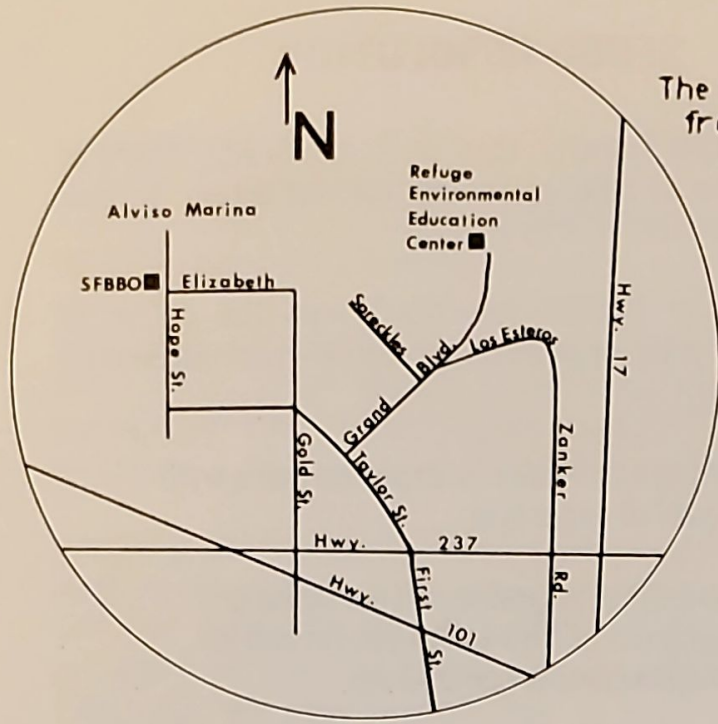 The
N
Refuge
Environmental
Education
Center
Alviso Marina
SFBBO
Elizabeth
Hope St.
Spreckles
Blvd.
Los Esteros
Hwy. 17
Grand
Gold St.
Taylor St.
Zanker
Rd.
Hwy. 237
First
St.
Hwy.
101